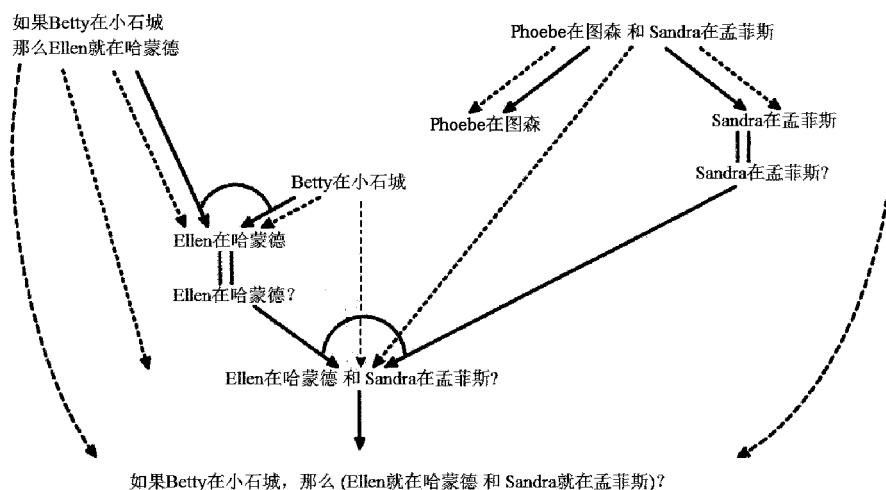 如果Betty在小石城
那么Ellen就在哈蒙德
Phoebe在图森 和 Sandra在孟菲斯
Phoebe在图森
Sandra在孟菲斯
Sandra在孟菲斯?
Betty在小石城
Ellen在哈蒙德
Ellen在哈蒙德?
Ellen在哈蒙德 和 Sandra在孟菲斯?
如果Betty在小石城，那么 (Ellen就在哈蒙德 和 Sandra就在孟菲斯)?